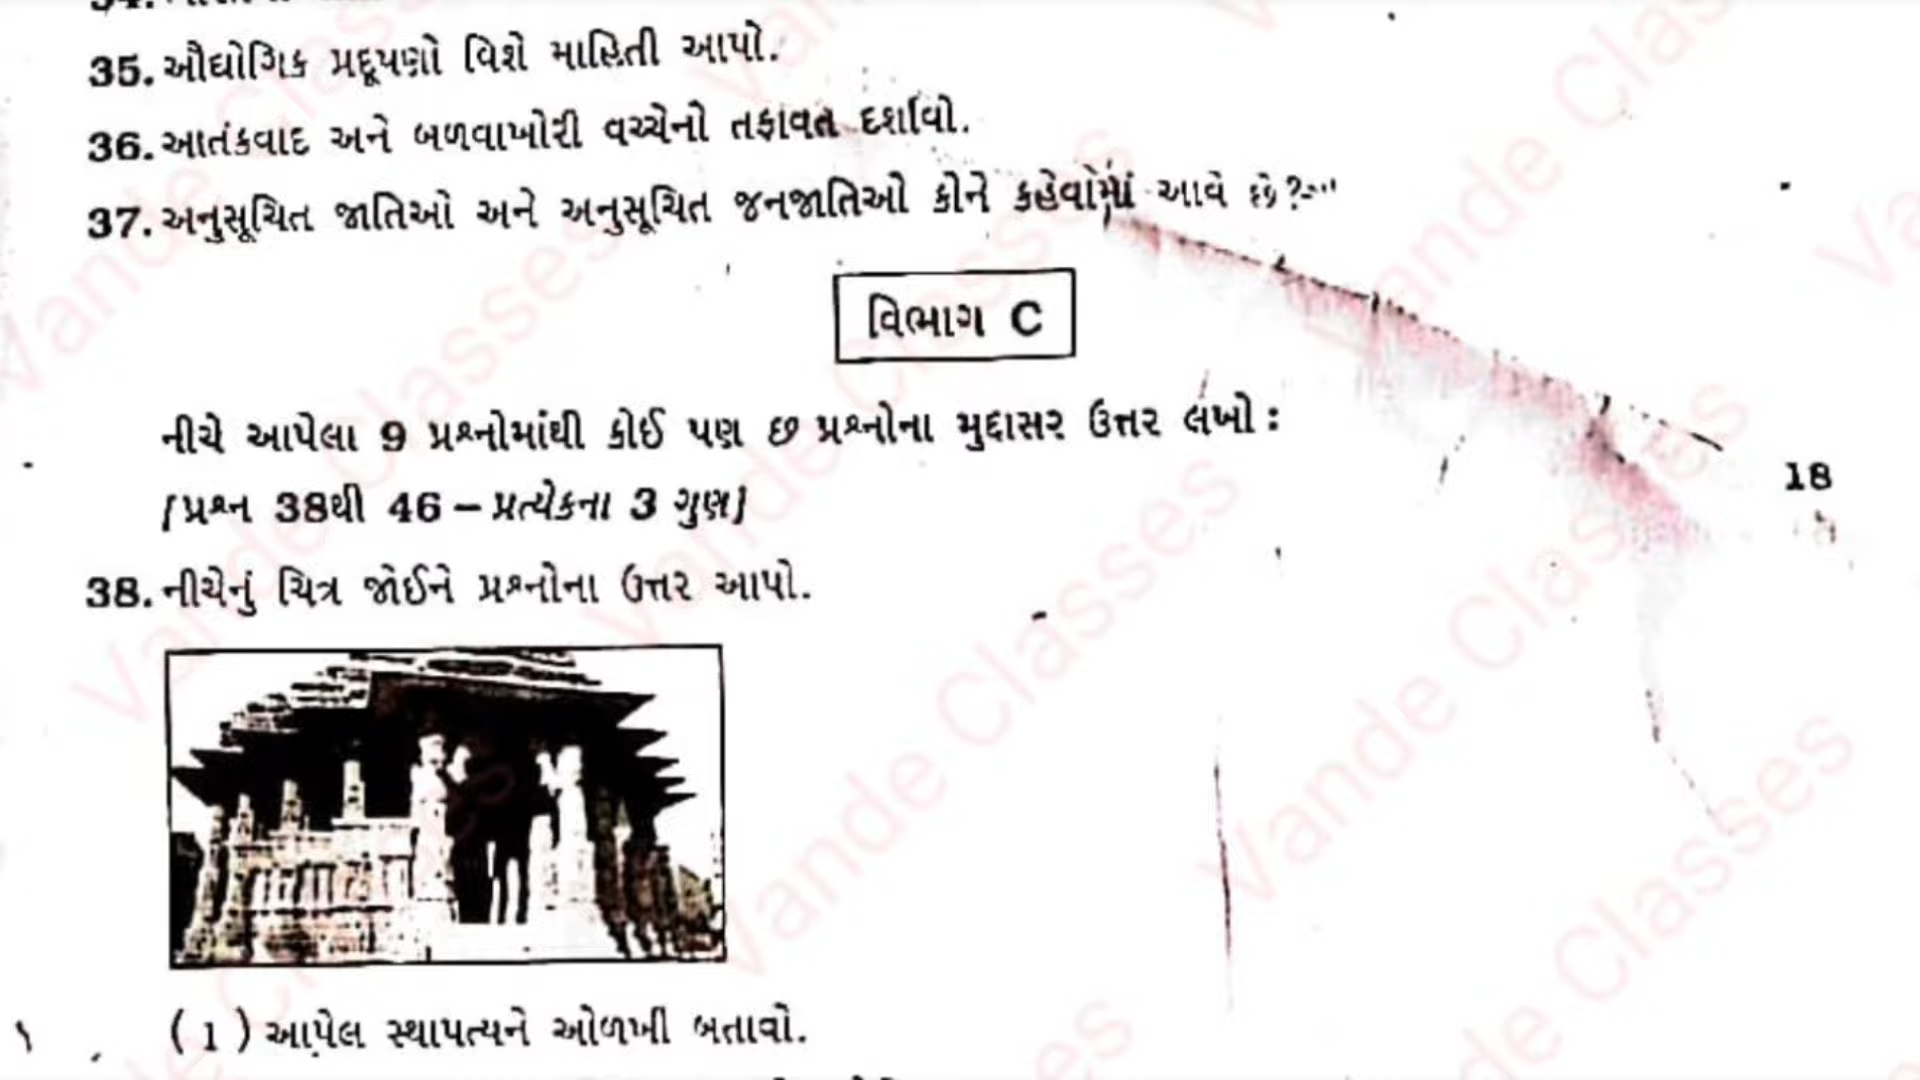 35. ઔદ્યોગિક પ્રદૂષણો વિશે માહિતી આપો.
36. આતંકવાદ અને બળવાખોરી વચ્ચેનો તફાવત દર્શાવો.
37. અનુસૂચિત જાતિઓ અને અનુસૂચિત જનજાતિઓ કોને કહેવામાં આવે છે?
વિભાગ C
નીચે આપેલા 9 પ્રશ્નોમાંથી કોઈ પણ છ પ્રશ્નોના મુદ્દાસર ઉત્તર લખો :
18
[પ્રશ્ન 38થી 46 – પ્રત્યેકના 3 ગુણ]
38. નીચેનું ચિત્ર જોઈને પ્રશ્નોના ઉત્તર આપો.
(1) આપેલ સ્થાપત્યને ઓળખી બતાવો.
Vande Classes